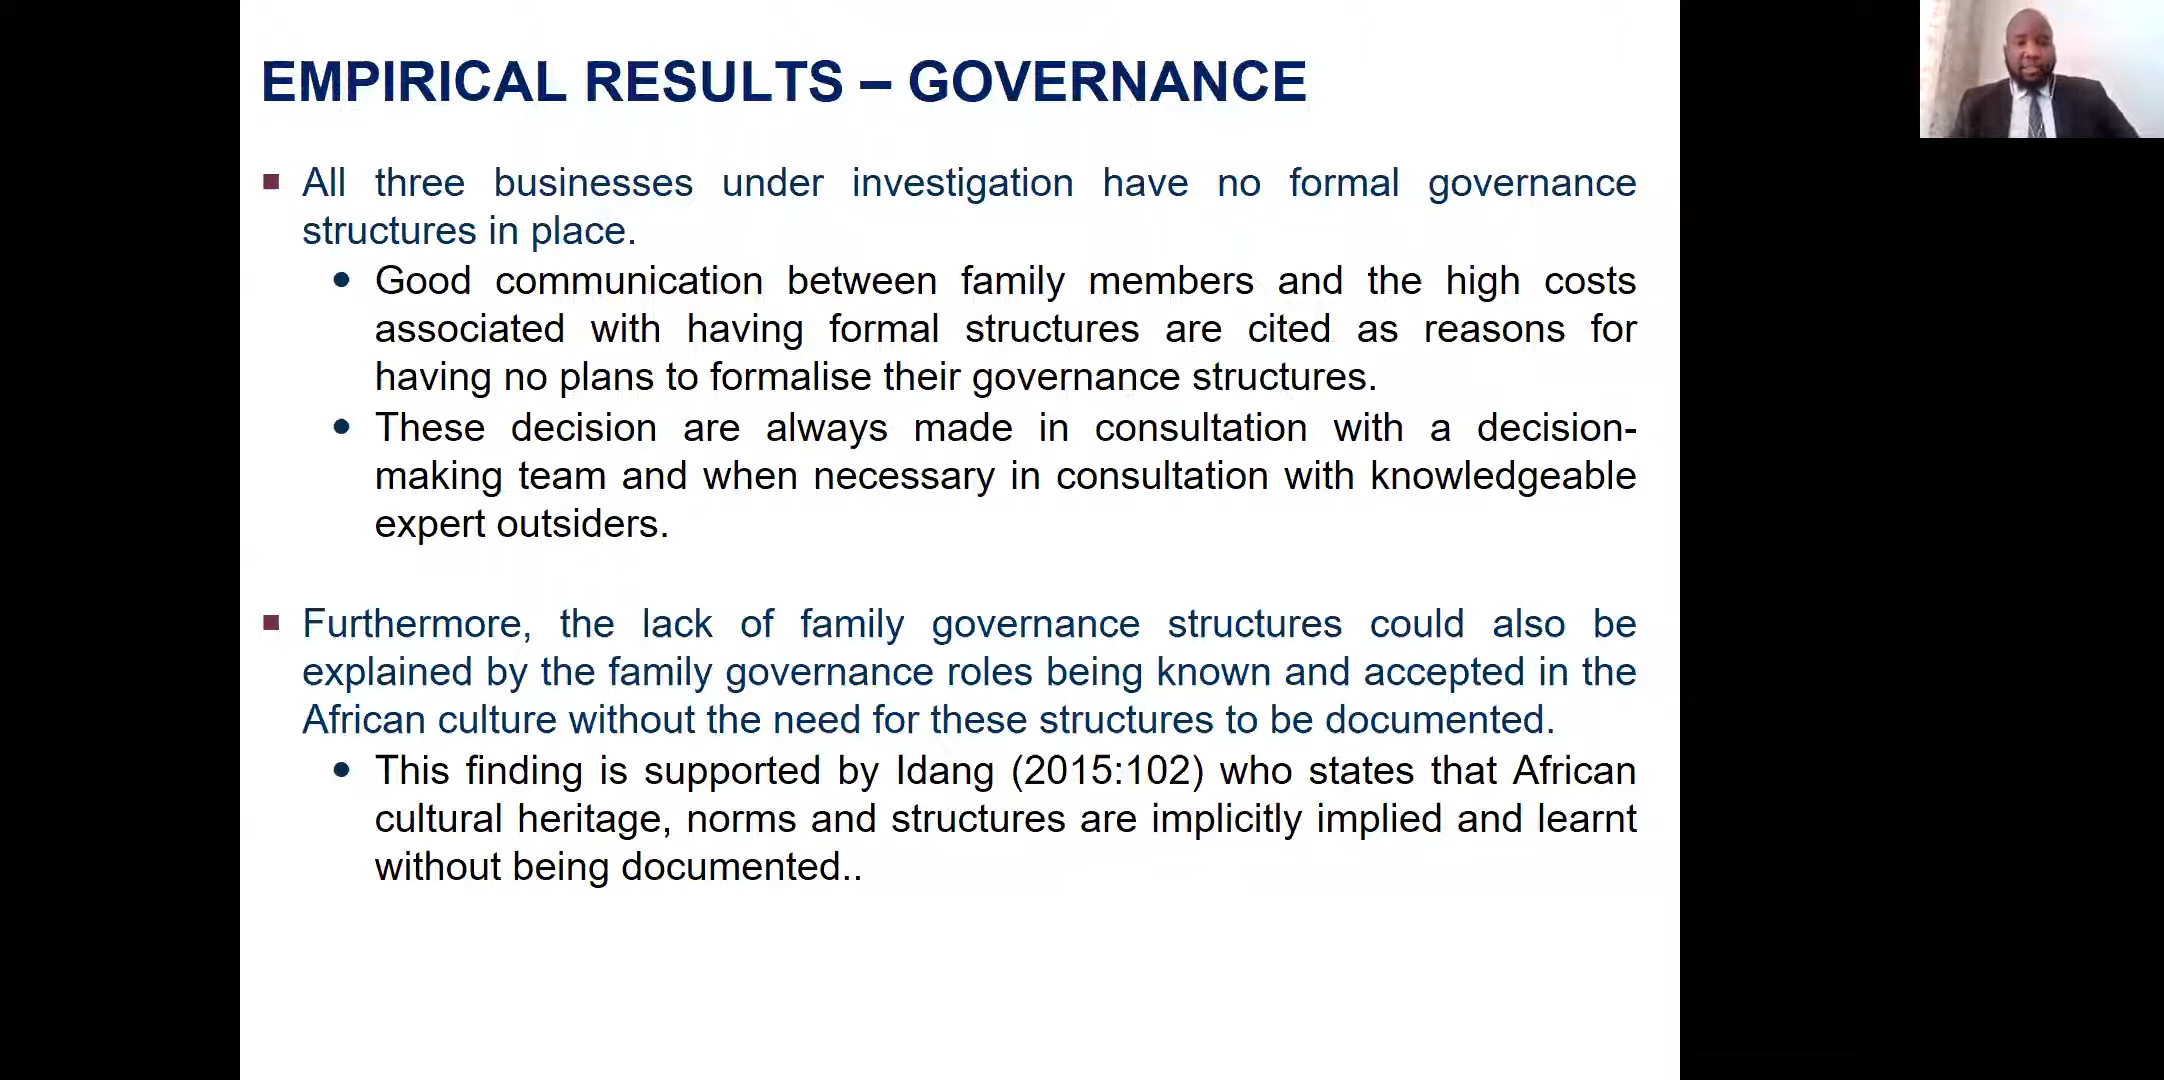 EMPIRICAL RESULTS – GOVERNANCE
All three businesses under investigation have no formal governance
structures in place.
Good communication between family members and the high costs
associated with having formal structures are cited as reasons for
having no plans to formalise their governance structures.
These decision are always made in consultation with a decision-
making team and when necessary in consultation with knowledgeable
expert outsiders.
Furthermore, the lack of family governance structures could also be
explained by the family governance roles being known and accepted in the
African culture without the need for these structures to be documented.
This finding is supported by Idang (2015:102) who states that African
cultural heritage, norms and structures are implicitly implied and learnt
without being documented..